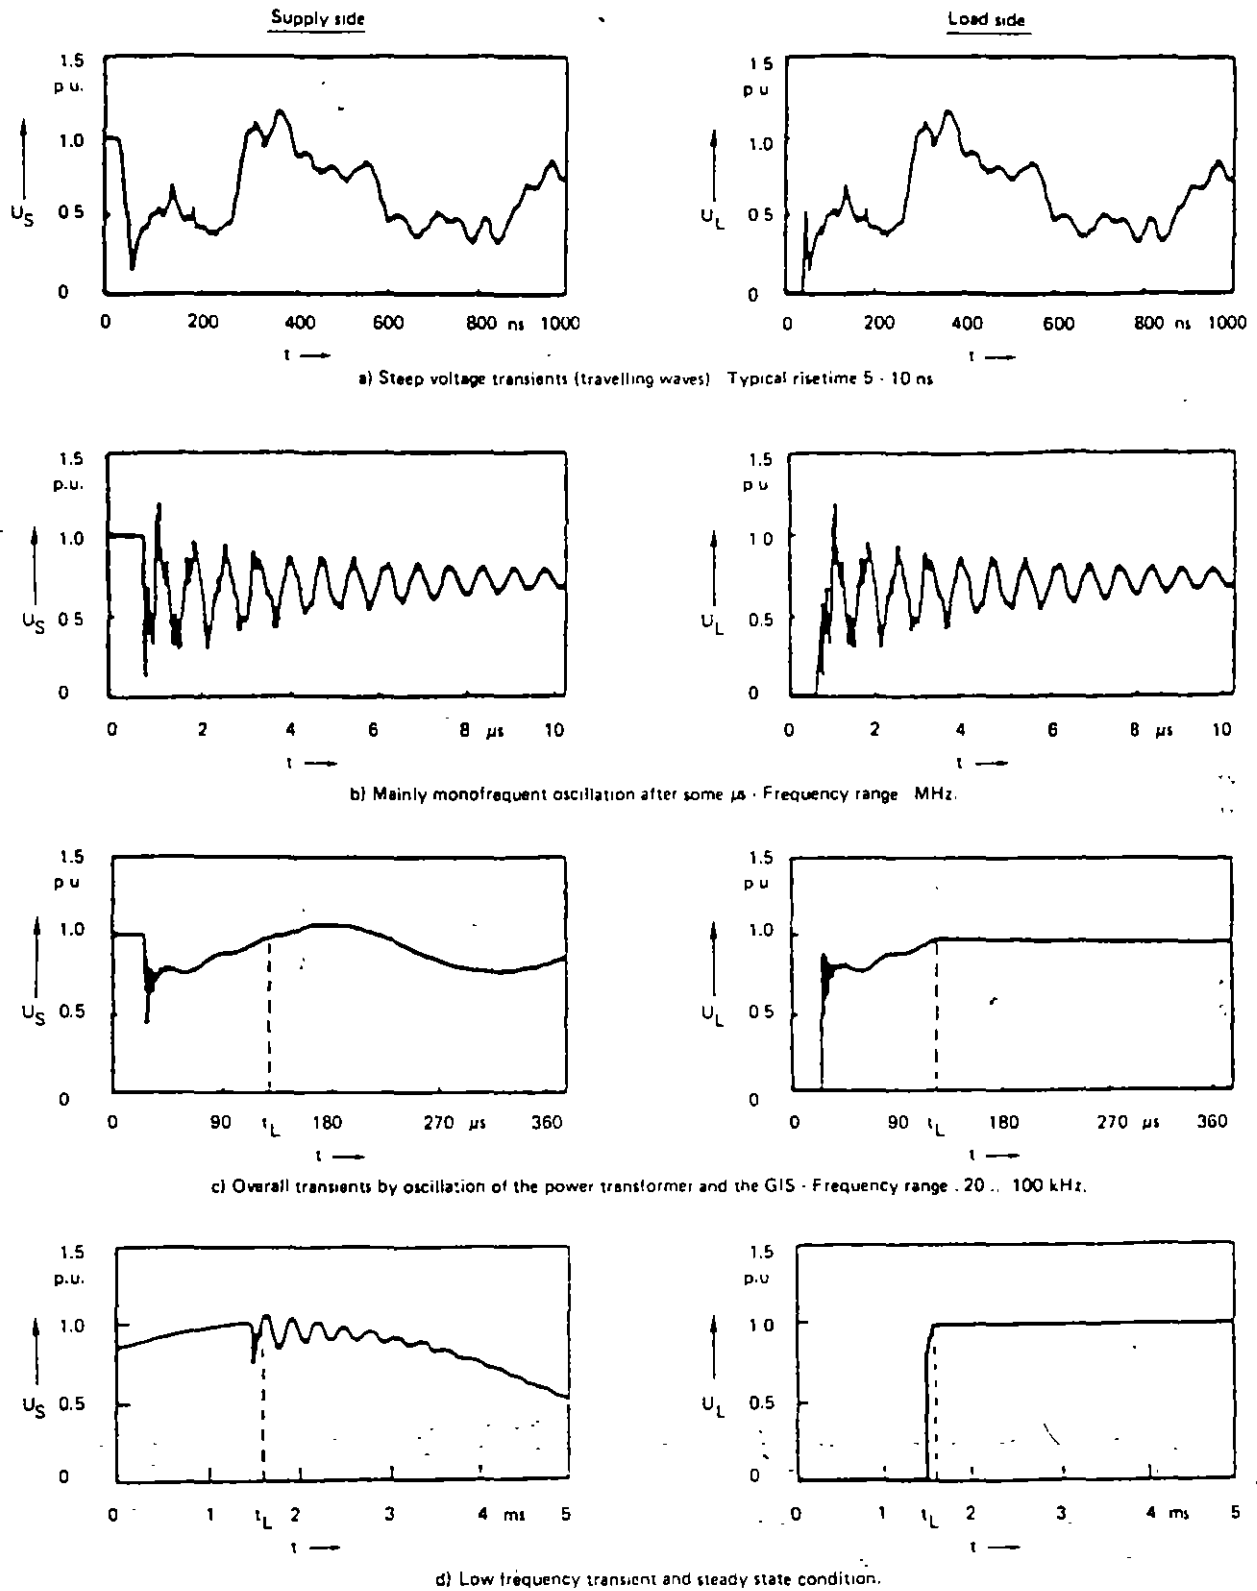 Supply side
Load side
1.5
p.u.
1.0
0 5
0
U_S
0 200 400 600 800 ns 1000
t
1 5
p u
1.0
0.5
0
U_L
0 200 400 600 800 ns 1000
t
a) Steep voltage transients (travelling waves) Typical risetime 5 - 10 ns
1.5
p.u.
1.0
0 5
0
U_S
0 2 4 6 8 µs 10
t
1.5
p u
1.0
0.5
0
U_L
0 2 4 6 8 µs 10
t
b) Mainly monofrequent oscillation after some µs - Frequency range MHz.
1.5
p u
1.0
0.5
0
U_S
0 90 t_L 180 270 µs 360
t
1.5
p u
1.0
0 5
0
U_L
0 90 t_L 180 270 µs 360
t
c) Overall transients by oscillation of the power transformer and the GIS - Frequency range . 20 .. 100 kHz.
1.5
p.u.
1.0
0.5
0
U_S
0 1 t_L 2 3 4 ms 5
t
1.5
p.u
1 0
0.5
0
U_L
0 1 t_L 2 3 4 ms 5
t
d) Low frequency transient and steady state condition.